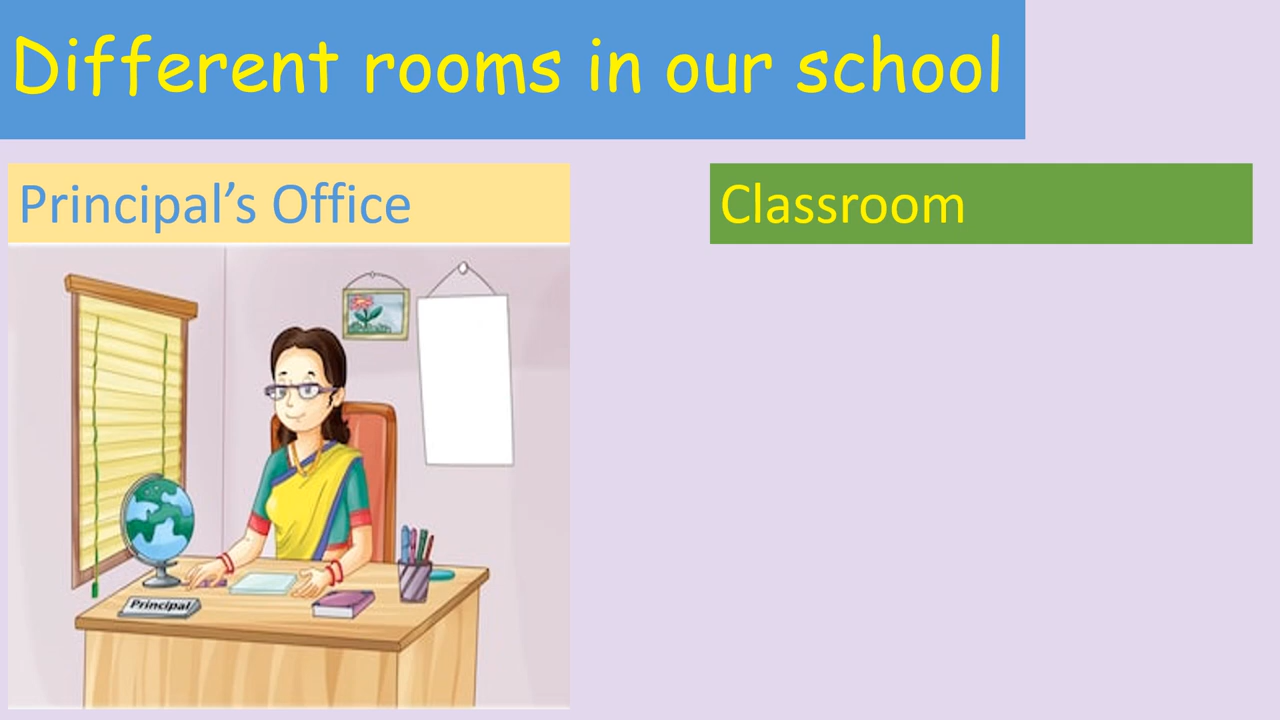 Different rooms in our school
Principal’s Office
Classroom
Principal